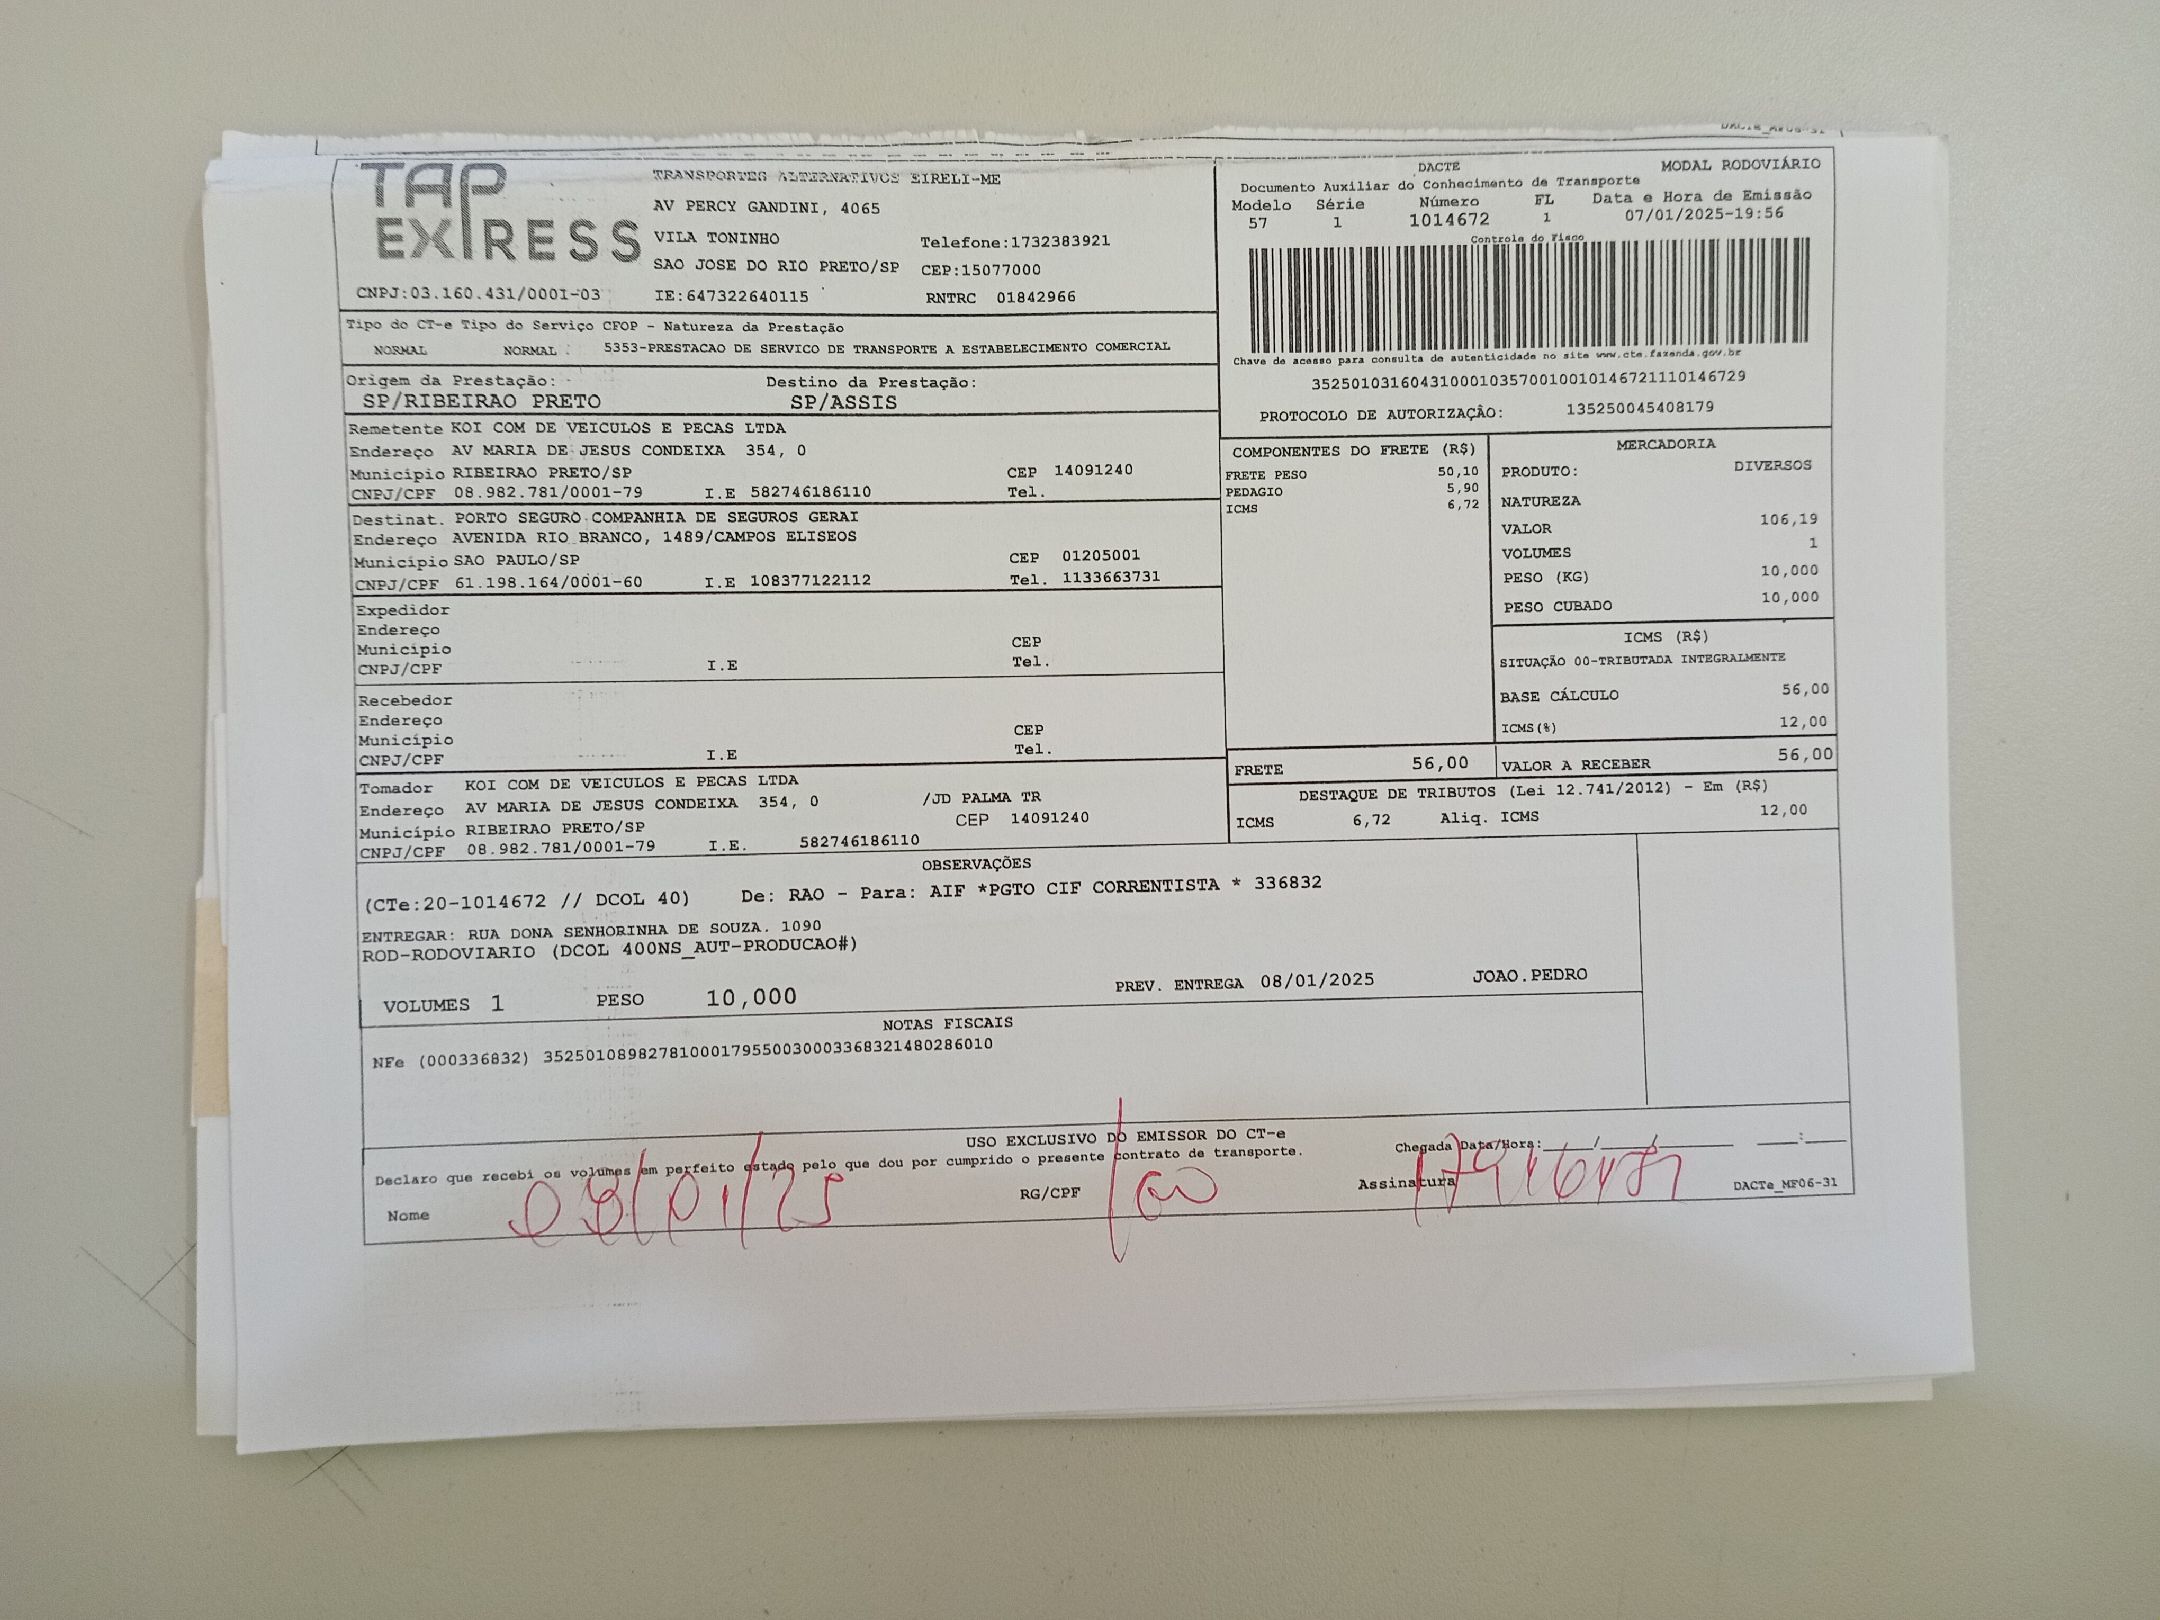 DACTe_MF06-31
TAP EXPRESS
TRANSPORTES ALTERNATIVOS EIRELI-ME
AV PERCY GANDINI, 4065
VILA TONINHO Telefone:1732383921
SAO JOSE DO RIO PRETO/SP CEP:15077000
CNPJ:03.160.431/0001-03 IE:647322640115 RNTRC 01842966
DACTE MODAL RODOVIÁRIO
Documento Auxiliar do Conhecimento de Transporte
Modelo Série Número FL Data e Hora de Emissão
57 1 1014672 1 07/01/2025-19:56
Controle do Fisco
Chave de acesso para consulta de autenticidade no site www.cte.fazenda.gov.br
35250103160431000103570010010146721110146729
PROTOCOLO DE AUTORIZAÇÃO: 135250045408179
Tipo do CT-e Tipo do Serviço CFOP - Natureza da Prestação
NORMAL NORMAL 5353-PRESTACAO DE SERVICO DE TRANSPORTE A ESTABELECIMENTO COMERCIAL
Origem da Prestação: Destino da Prestação:
SP/RIBEIRAO PRETO SP/ASSIS
Remetente KOI COM DE VEICULOS E PECAS LTDA
Endereço AV MARIA DE JESUS CONDEIXA 354, 0
Município RIBEIRAO PRETO/SP CEP 14091240
CNPJ/CPF 08.982.781/0001-79 I.E 582746186110 Tel.
Destinat. PORTO SEGURO COMPANHIA DE SEGUROS GERAI
Endereço AVENIDA RIO BRANCO, 1489/CAMPOS ELISEOS
Município SAO PAULO/SP CEP 01205001
CNPJ/CPF 61.198.164/0001-60 I.E 108377122112 Tel. 1133663731
Expedidor
Endereço
Município CEP
CNPJ/CPF I.E Tel.
Recebedor
Endereço
Município CEP
CNPJ/CPF I.E Tel.
Tomador KOI COM DE VEICULOS E PECAS LTDA
Endereço AV MARIA DE JESUS CONDEIXA 354, 0 /JD PALMA TR
Município RIBEIRAO PRETO/SP CEP 14091240
CNPJ/CPF 08.982.781/0001-79 I.E. 582746186110
COMPONENTES DO FRETE (R$)
FRETE PESO 50,10
PEDAGIO 5,90
ICMS 6,72
MERCADORIA
PRODUTO: DIVERSOS
NATUREZA
VALOR 106,19
VOLUMES 1
PESO (KG) 10,000
PESO CUBADO 10,000
ICMS (R$)
SITUAÇÃO 00-TRIBUTADA INTEGRALMENTE
BASE CÁLCULO 56,00
ICMS(%) 12,00
FRETE 56,00 VALOR A RECEBER 56,00
DESTAQUE DE TRIBUTOS (Lei 12.741/2012) - Em (R$)
ICMS 6,72 Aliq. ICMS 12,00
OBSERVAÇÕES
(CTe:20-1014672 // DCOL 40) De: RAO - Para: AIF *PGTO CIF CORRENTISTA * 336832
ENTREGAR: RUA DONA SENHORINHA DE SOUZA. 1090
ROD-RODOVIARIO (DCOL 400NS_AUT-PRODUCAO#)
VOLUMES 1 PESO 10,000 PREV. ENTREGA 08/01/2025 JOAO.PEDRO
NOTAS FISCAIS
NFe (000336832) 35250108982781000179550030003368321480286010
USO EXCLUSIVO DO EMISSOR DO CT-e
Declaro que recebi os volumes em perfeito estado pelo que dou por cumprido o presente contrato de transporte.
Chegada Data/Hora:___/___/______ ___:___
Nome 08/01/25 RG/CPF Assinatura DACTe_MF06-31